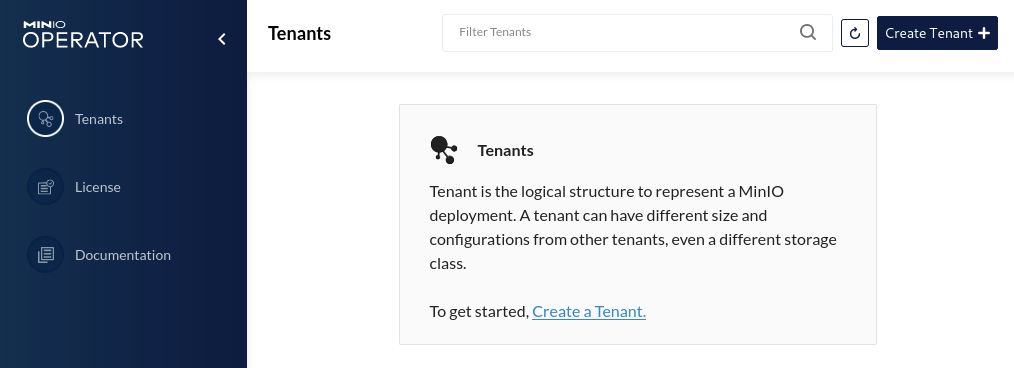 MINIO
OPERATOR
Tenants
License
Documentation
Tenants
Filter Tenants
Create Tenant
Tenants
Tenant is the logical structure to represent a MinIO
deployment. A tenant can have different size and
configurations from other tenants, even a different storage
class.
To get started, Create a Tenant.